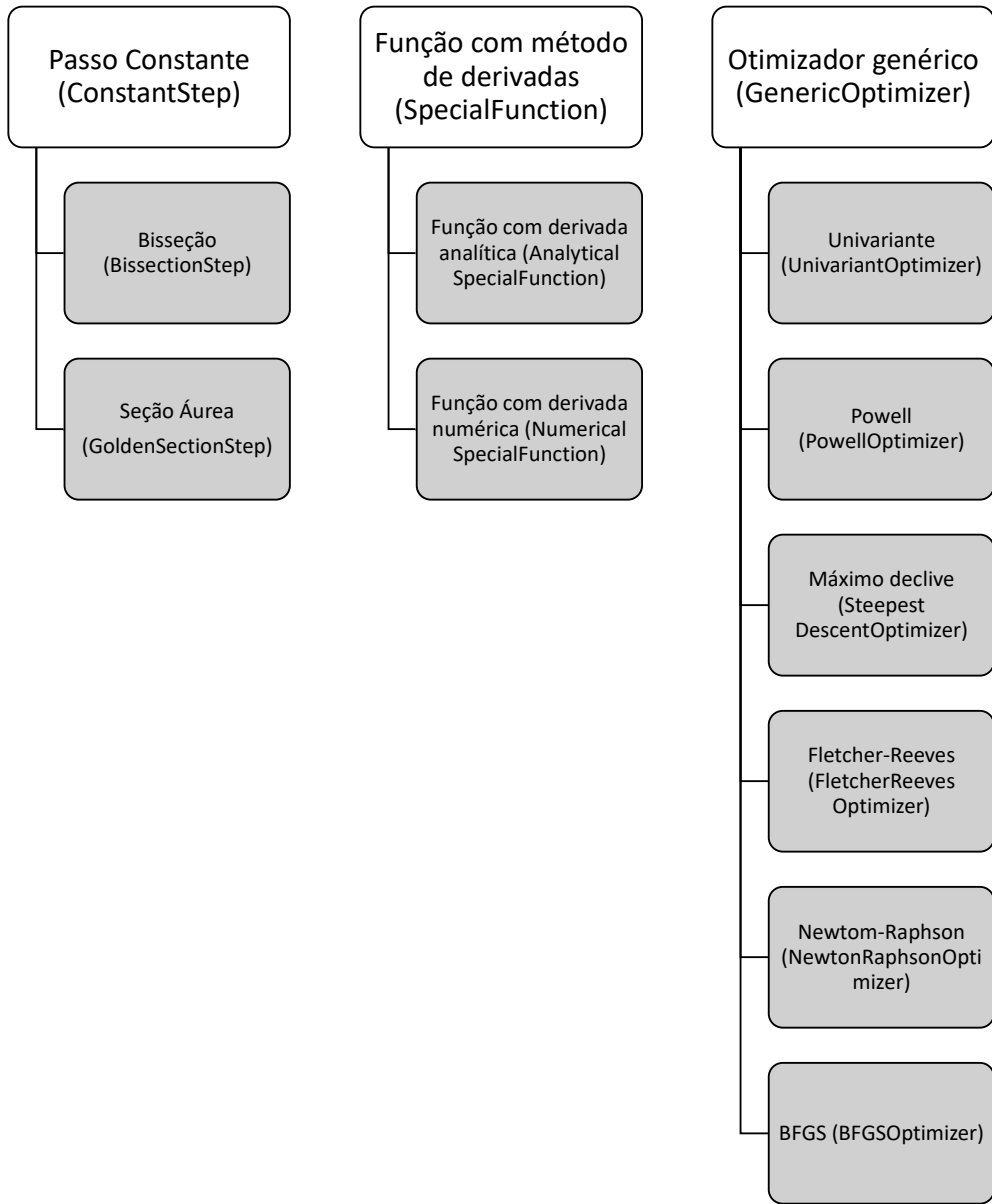 Passo Constante
(ConstantStep)
Bisseção
(BissectionStep)
Seção Áurea
(GoldenSectionStep)
Função com método
de derivadas
(SpecialFunction)
Função com derivada
analítica (Analytical
SpecialFunction)
Função com derivada
numérica (Numerical
SpecialFunction)
Otimizador genérico
(GenericOptimizer)
Univariante
(UnivariantOptimizer)
Powell
(PowellOptimizer)
Máximo declive
(Steepest
DescentOptimizer)
Fletcher-Reeves
(FletcherReeves
Optimizer)
Newtom-Raphson
(NewtonRaphsonOpti
mizer)
BFGS (BFGSOptimizer)